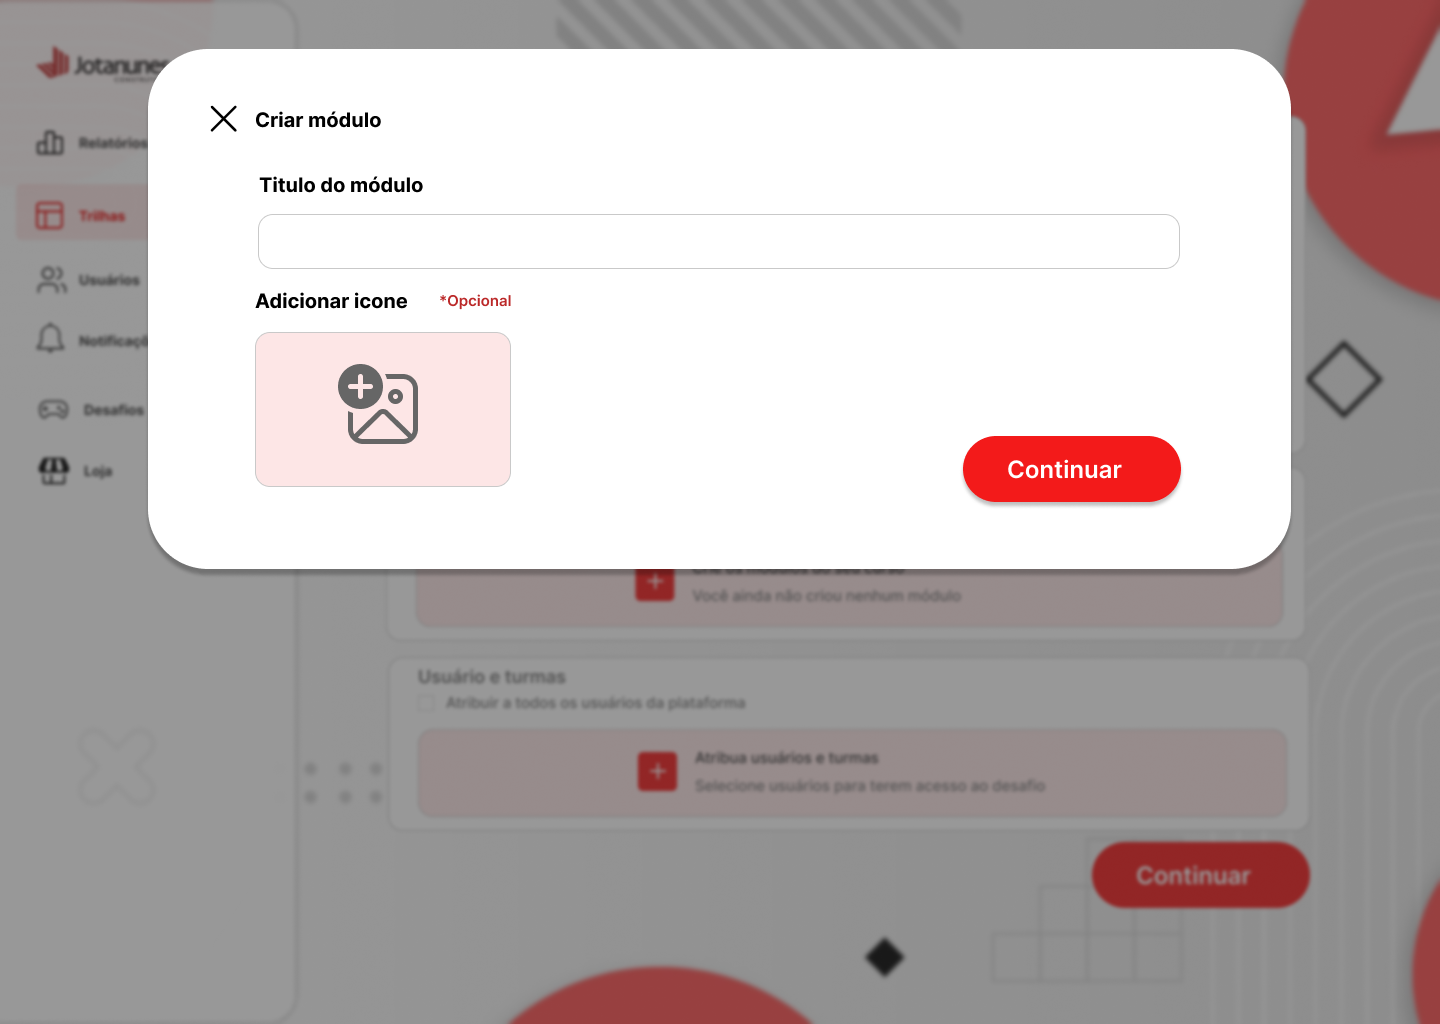 Jotanunes
Relatórios
Trilhas
Usuários
Desafios
Loja
Criar módulo
Titulo do módulo
Adicionar icone *Opcional
Continuar
Você ainda não criou nenhum módulo
Usuário e turmas
Atribuir a todos os usuários da plataforma
Atribua usuários e turmas
Selecione usuários para terem acesso ao desafio
Continuar